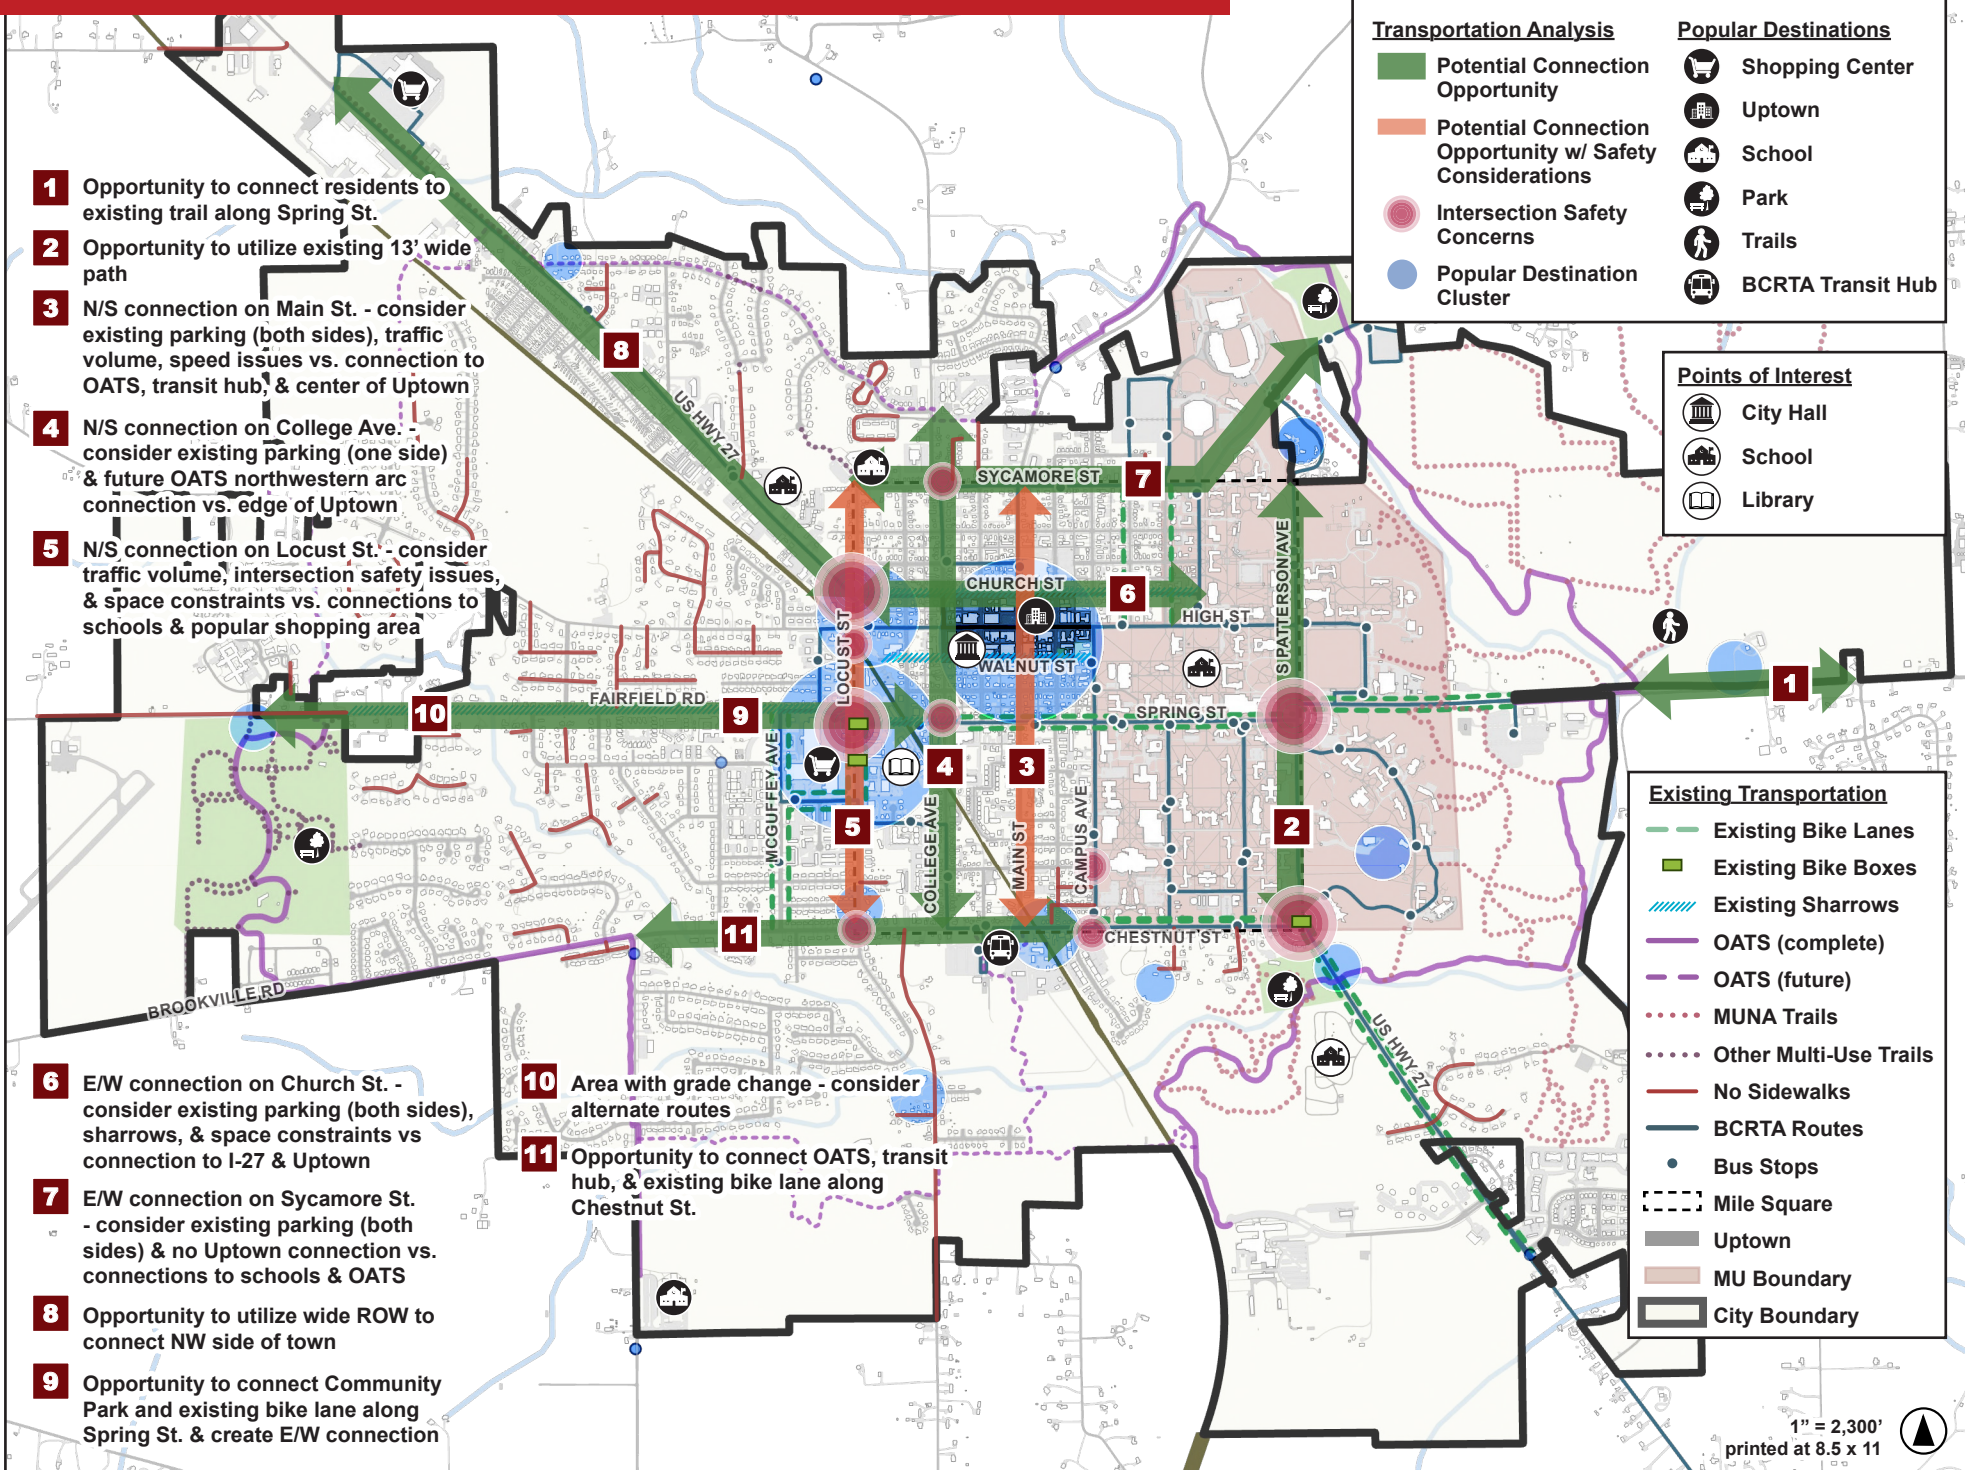 Transportation Analysis
Potential Connection
Opportunity
Potential Connection
Opportunity w/ Safety
Considerations
Intersection Safety
Concerns
Popular Destination
Cluster
Popular Destinations
Shopping Center
Uptown
School
Park
Trails
BCRTA Transit Hub
Points of Interest
City Hall
School
Library
Existing Transportation
Existing Bike Lanes
Existing Bike Boxes
Existing Sharrows
OATS (complete)
OATS (future)
MUNA Trails
Other Multi-Use Trails
No Sidewalks
BCRTA Routes
Bus Stops
Mile Square
Uptown
MU Boundary
City Boundary
1 Opportunity to connect residents to
existing trail along Spring St.
2 Opportunity to utilize existing 13' wide
path
3 N/S connection on Main St. - consider
existing parking (both sides), traffic
volume, speed issues vs. connection to
OATS, transit hub, & center of Uptown
4 N/S connection on College Ave. -
consider existing parking (one side)
& future OATS northwestern arc
connection vs. edge of Uptown
5 N/S connection on Locust St. - consider
traffic volume, intersection safety issues,
& space constraints vs. connections to
schools & popular shopping area
6 E/W connection on Church St. -
consider existing parking (both sides),
sharrows, & space constraints vs
connection to I-27 & Uptown
7 E/W connection on Sycamore St.
- consider existing parking (both
sides) & no Uptown connection vs.
connections to schools & OATS
8 Opportunity to utilize wide ROW to
connect NW side of town
9 Opportunity to connect Community
Park and existing bike lane along
Spring St. & create E/W connection
10 Area with grade change - consider
alternate routes
11 Opportunity to connect OATS, transit
hub, & existing bike lane along
Chestnut St.
8
US HWY 27
SYCAMORE ST
7
CHURCH ST
6
HIGH ST
S PATTERSON AVE
LOCUST ST
WALNUT ST
1
FAIRFIELD RD
10
9
SPRING ST
MCGUFFEY AVE
4
3
5
2
COLLEGE AVE
MAIN ST
CAMPUS AVE
11
CHESTNUT ST
BROOKVILLE RD
US HWY 27
1" = 2,300'
printed at 8.5 x 11